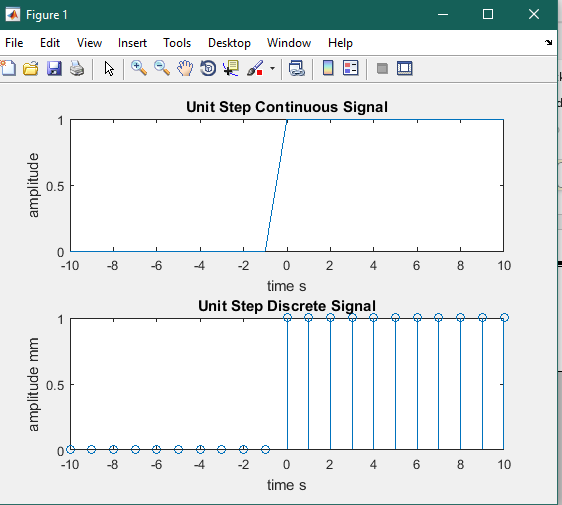 Figure 1
File Edit View Insert Tools Desktop Window Help
Unit Step Continuous Signal
1
0.5
0
amplitude
-10 -8 -6 -4 -2 0 2 4 6 8 10
time s
Unit Step Discrete Signal
1
0.5
0
amplitude mm
-10 -8 -6 -4 -2 0 2 4 6 8 10
time s